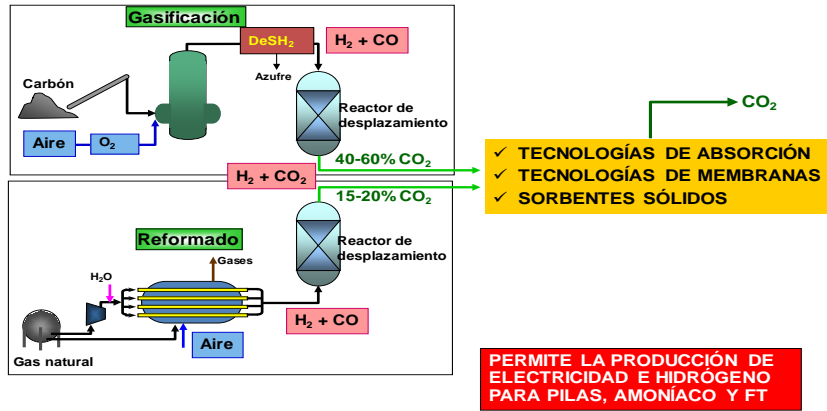 Gasificación
DeSH₂
H₂ + CO
Azufre
Carbón
Reactor de
desplazamiento
Aire
O₂
40-60% CO₂
H₂ + CO₂
15-20% CO₂
CO₂
✓ TECNOLOGÍAS DE ABSORCIÓN
✓ TECNOLOGÍAS DE MEMBRANAS
✓ SORBENTES SÓLIDOS
Reformado
Reactor de
desplazamiento
Gases
H₂O
H₂ + CO
Aire
Gas natural
PERMITE LA PRODUCCIÓN DE
ELECTRICIDAD E HIDRÓGENO
PARA PILAS, AMONÍACO Y FT